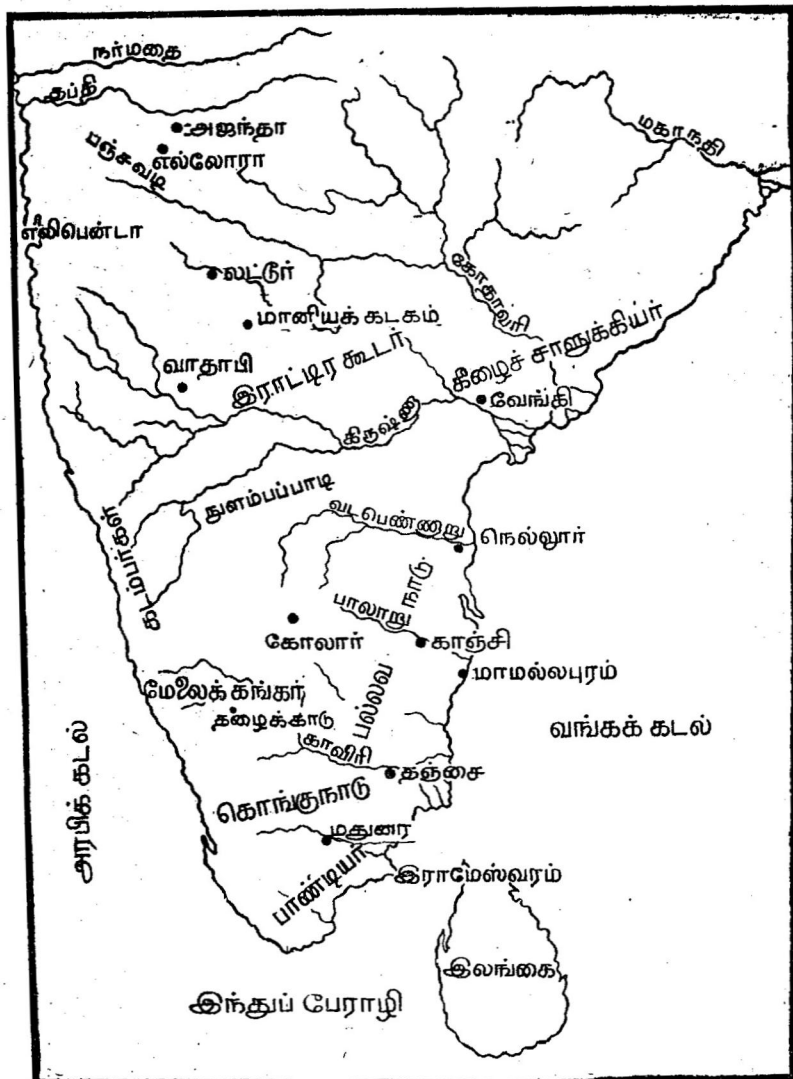 நர்மதை
தப்தி
அஜந்தா
மகாநதி
எல்லோரா
பஞ்சவடி
எலிபென்டா
லட்டூர்
கோதாவரி
மானியக் கடகம்
கீழைச் சாளுக்கியர்
வாதாபி
இராட்டிர கூடர்
வேங்கி
கிருஷ்ணா
நுளம்பப்பாடி
கடம்பர்கள்
வடபெண்ணாறு
நெல்லூர்
பாலாறு
பல்லவ நாடு
கோலார்
காஞ்சி
மாமல்லபுரம்
மேலைக் கங்கர்
தழைக்காடு
காவிரி
தஞ்சை
வங்கக் கடல்
அரபிக் கடல்
கொங்குநாடு
மதுரை
பாண்டியர்
இராமேஸ்வரம்
இலங்கை
இந்துப் பேராழி